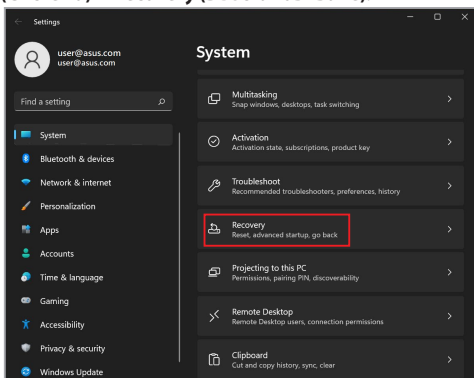 Settings
user@asus.com
user@asus.com
Find a setting
System
Bluetooth & devices
Network & internet
Personalization
Apps
Accounts
Time & language
Gaming
Accessibility
Privacy & security
Windows Update
System
Multitasking
Snap windows, desktops, task switching
Activation
Activation state, subscriptions, product key
Troubleshoot
Recommended troubleshooters, preferences, history
Recovery
Reset, advanced startup, go back
Projecting to this PC
Permissions, pairing PIN, discoverability
Remote Desktop
Remote Desktop users, connection permissions
Clipboard
Cut and copy history, sync, clear